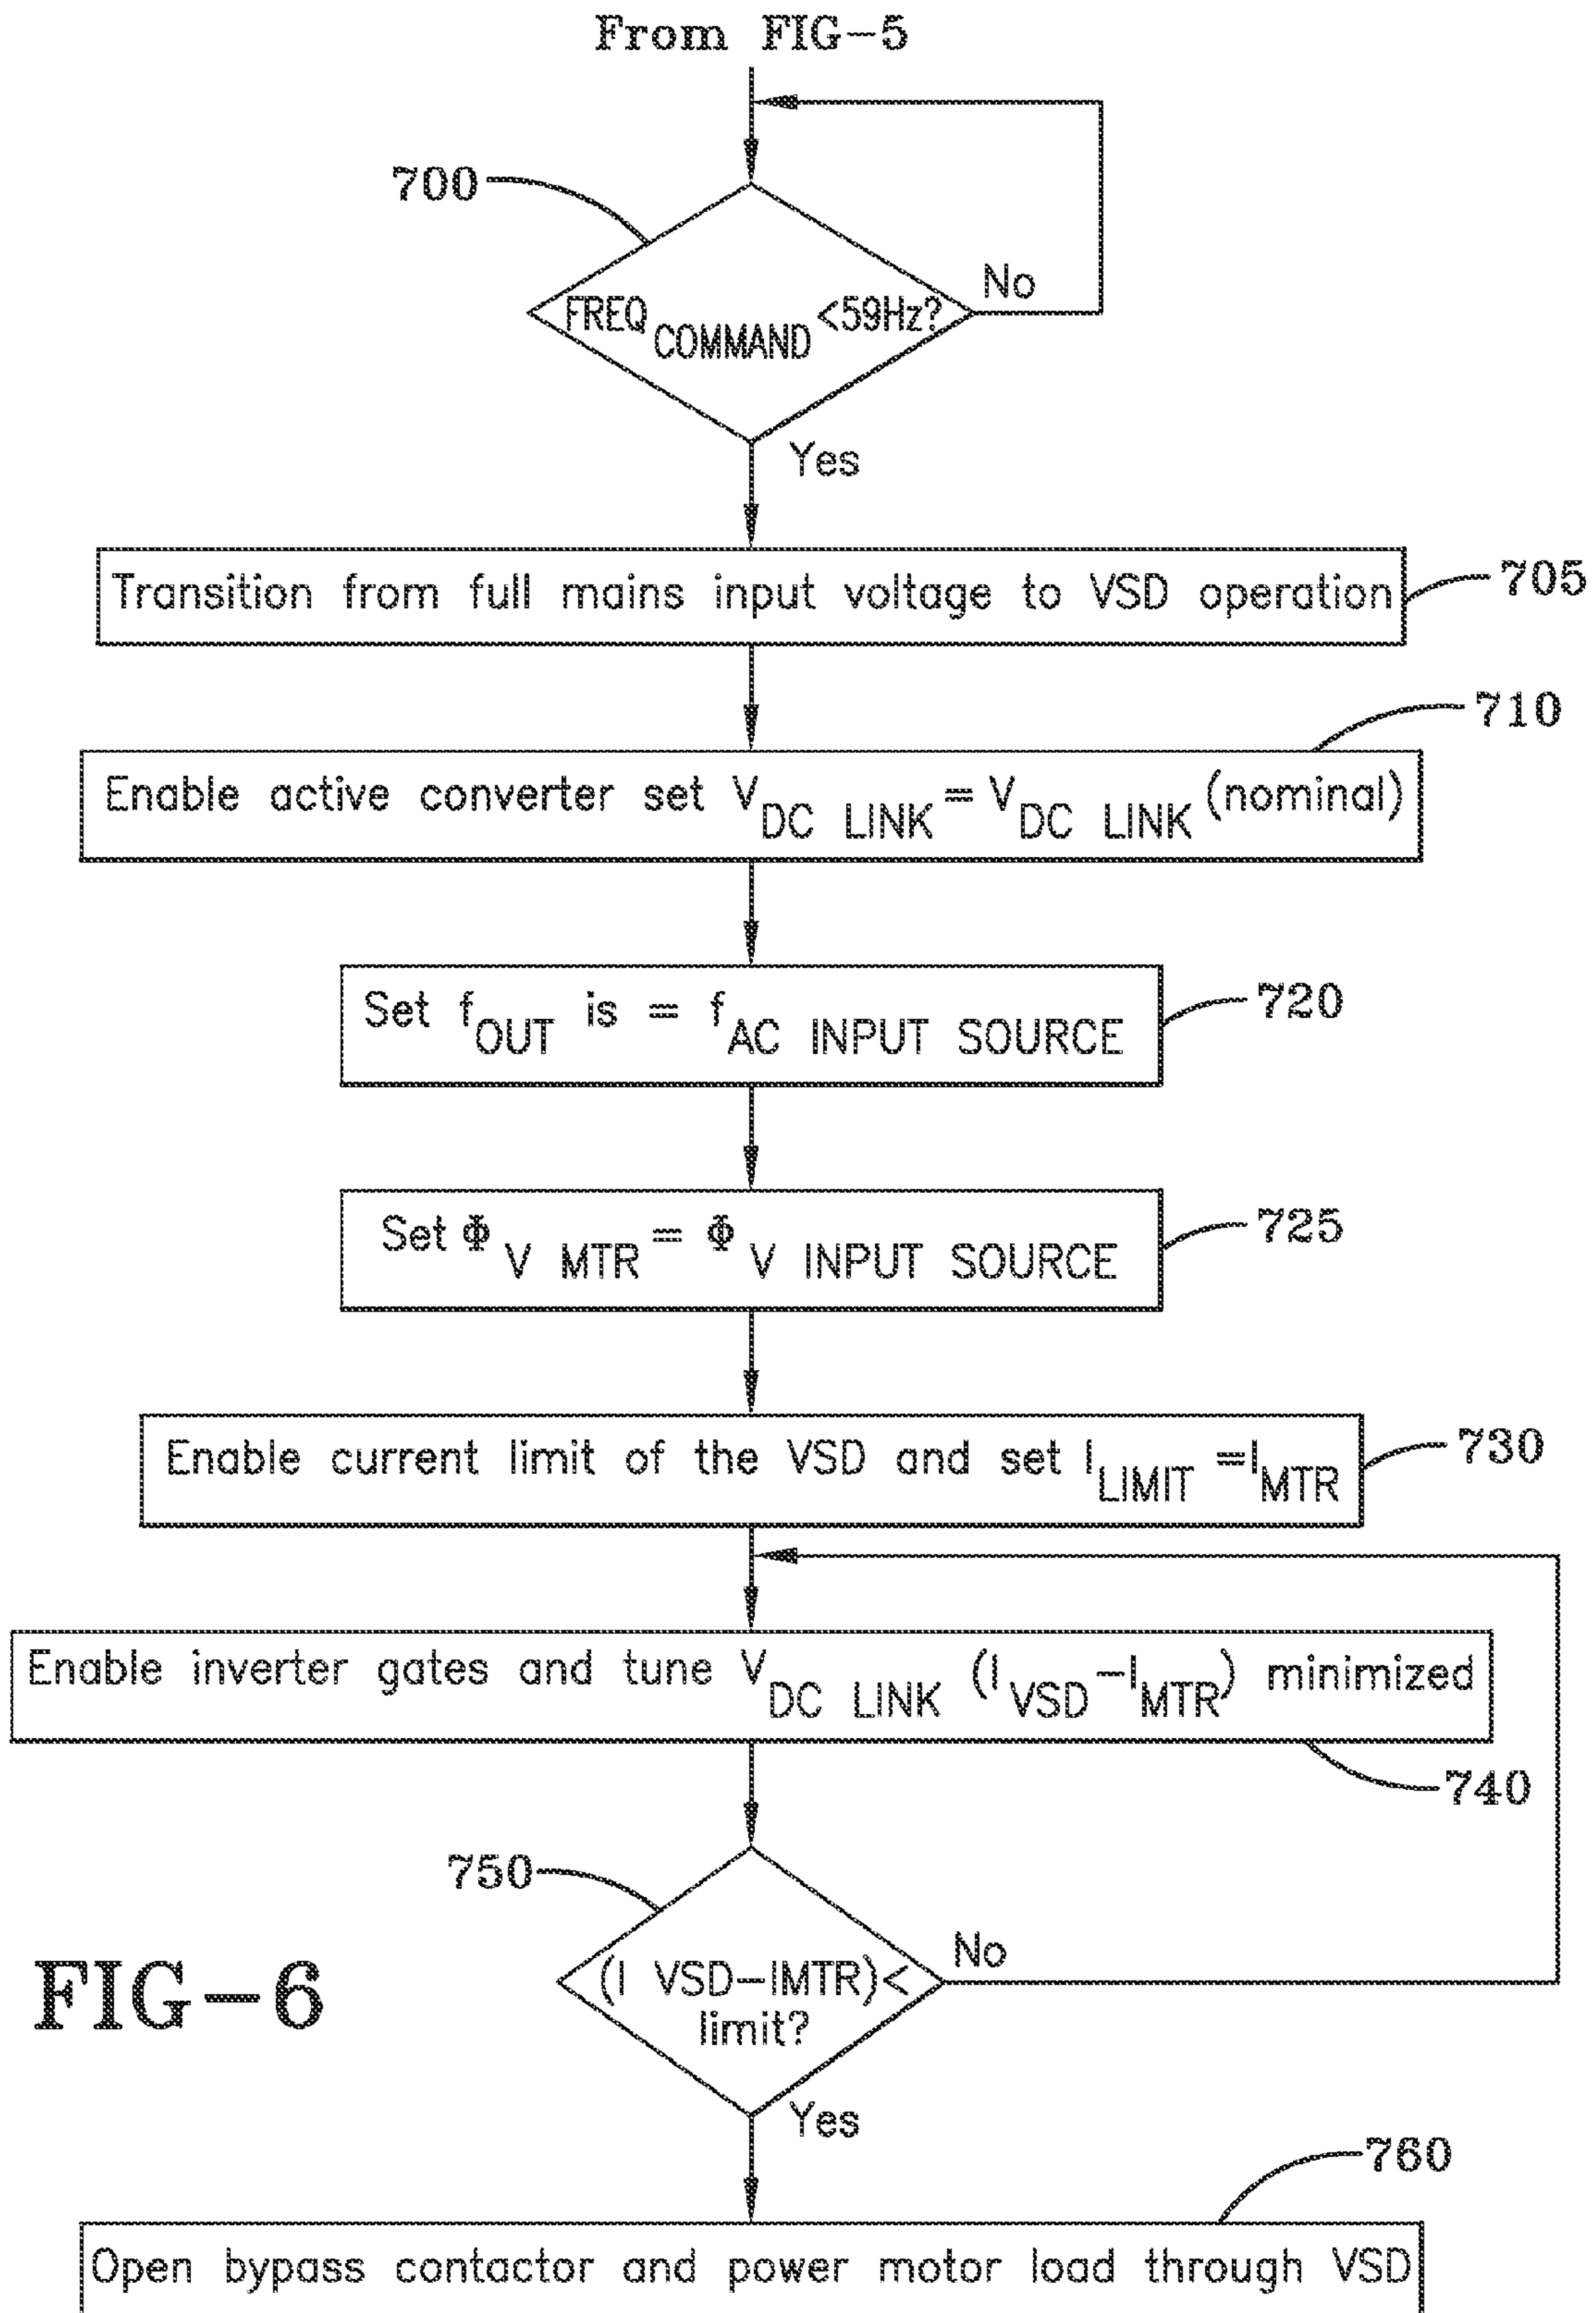 From FIG-5
700
FREQ COMMAND <59Hz?
No
Yes
Transition from full mains input voltage to VSD operation
705
710
Enable active converter set V DC LINK = V DC LINK (nominal)
Set f OUT is = f AC INPUT SOURCE
720
Set Φ V MTR = Φ V INPUT SOURCE
725
Enable current limit of the VSD and set I LIMIT =I MTR
730
Enable inverter gates and tune V DC LINK (I VSD -I MTR) minimized
740
750
(I VSD-IMTR)<
limit?
No
FIG-6
Yes
760
Open bypass contactor and power motor load through VSD